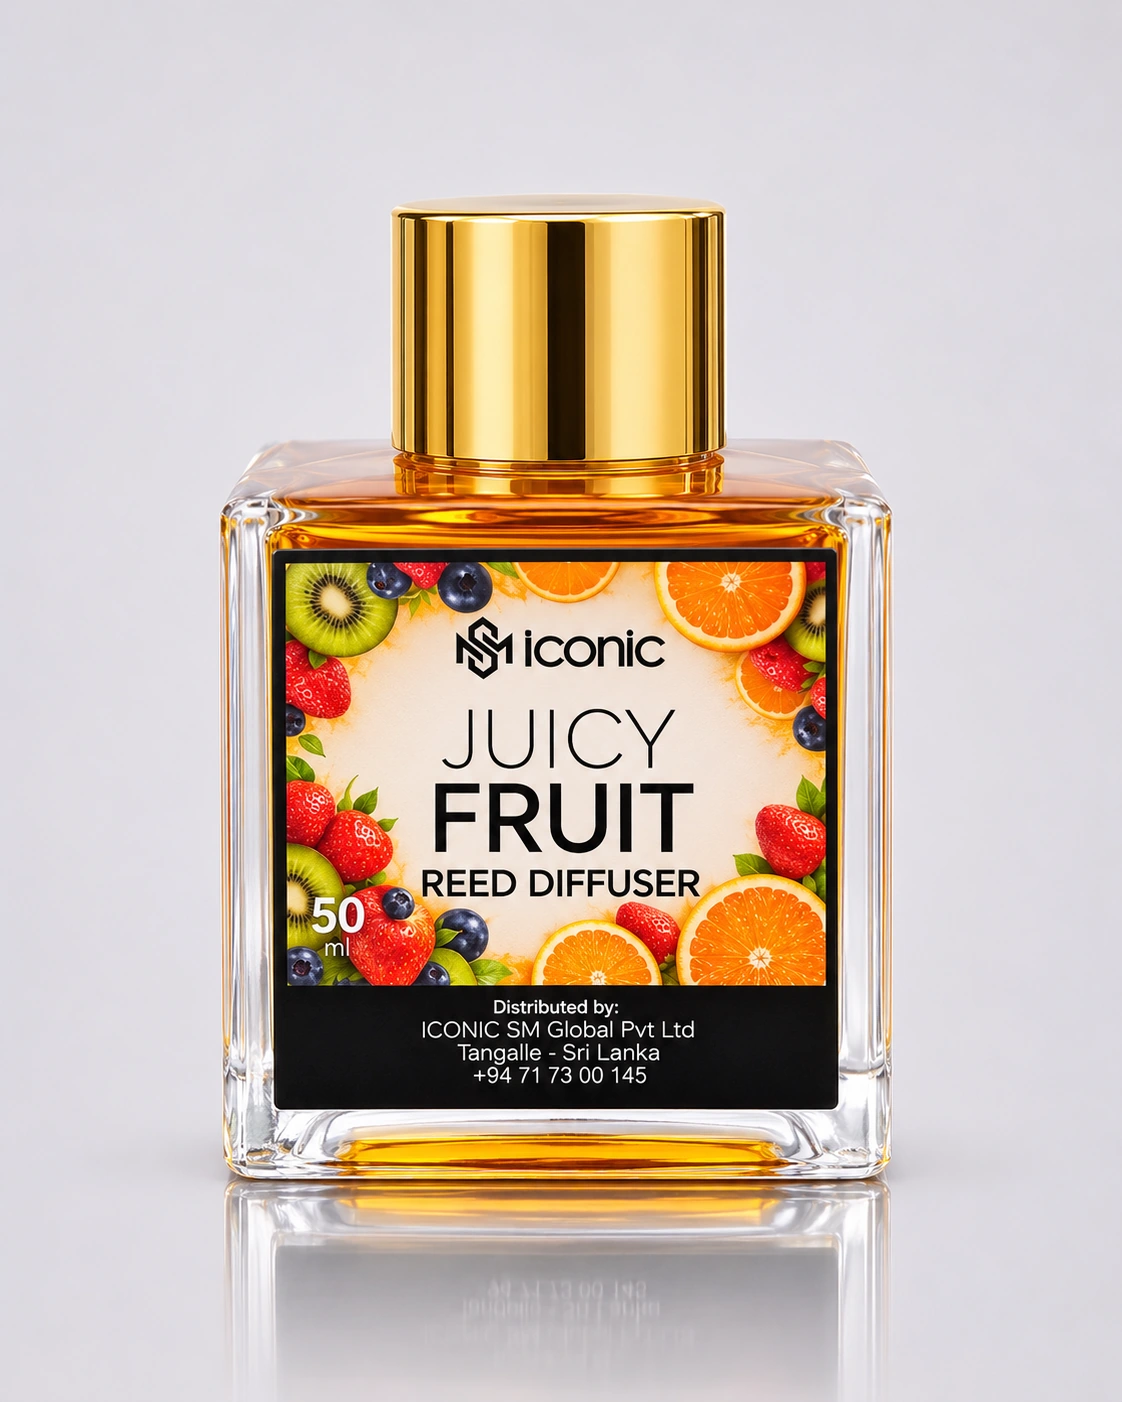 SM iconic
JUICY
FRUIT
REED DIFFUSER
50
ml
Distributed by:
ICONIC SM Global Pvt Ltd
Tangalle - Sri Lanka
+94 71 73 00 145